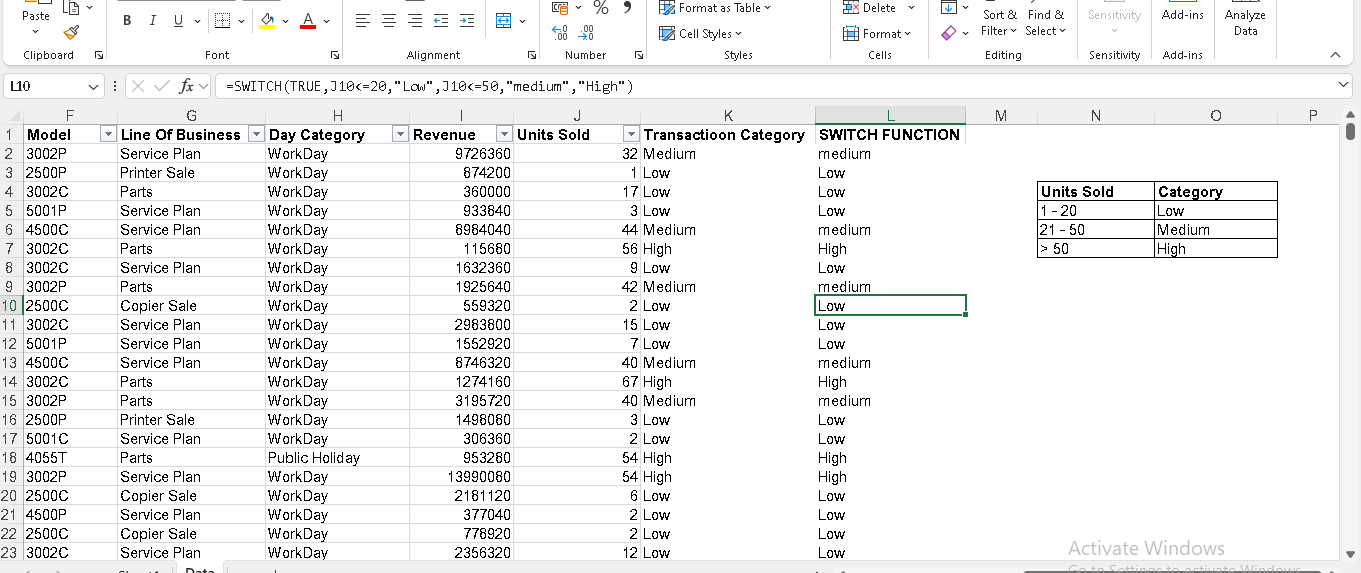 % , Format as Table Delete Sort & Find & Sensitivity Add-ins Analyze
Paste B I U A Cell Styles Format Filter Select Data
Clipboard Font Alignment Number Styles Cells Editing Sensitivity Add-ins
L10 fx =SWITCH(TRUE,J10<=20,"Low",J10<=50,"medium","High")
F G H I J K L M N O P
1 Model Line Of Business Day Category Revenue Units Sold Transactioon Category SWITCH FUNCTION
2 3002P Service Plan WorkDay 9726360 32 Medium medium
3 2500P Printer Sale WorkDay 874200 1 Low Low
4 3002C Parts WorkDay 360000 17 Low Low Units Sold Category
5 5001P Service Plan WorkDay 933840 3 Low Low 1 - 20 Low
6 4500C Service Plan WorkDay 8984040 44 Medium medium 21 - 50 Medium
7 3002C Parts WorkDay 115680 56 High High > 50 High
8 3002C Service Plan WorkDay 1632360 9 Low Low
9 3002P Parts WorkDay 1925640 42 Medium medium
10 2500C Copier Sale WorkDay 559320 2 Low Low
11 3002C Service Plan WorkDay 2983800 15 Low Low
12 5001P Service Plan WorkDay 1552920 7 Low Low
13 4500C Service Plan WorkDay 8746320 40 Medium medium
14 3002C Parts WorkDay 1274160 67 High High
15 3002P Parts WorkDay 3195720 40 Medium medium
16 2500P Printer Sale WorkDay 1498080 3 Low Low
17 5001C Service Plan WorkDay 306360 2 Low Low
18 4055T Parts Public Holiday 953280 54 High High
19 3002P Service Plan WorkDay 13990080 54 High High
20 2500C Copier Sale WorkDay 2181120 6 Low Low
21 4500P Service Plan WorkDay 377040 2 Low Low
22 2500C Copier Sale WorkDay 778920 2 Low Low
23 3002C Service Plan WorkDay 2356320 12 Low Low
Activate Windows
Go to Settings to activate Windows.
Sheet1 Data